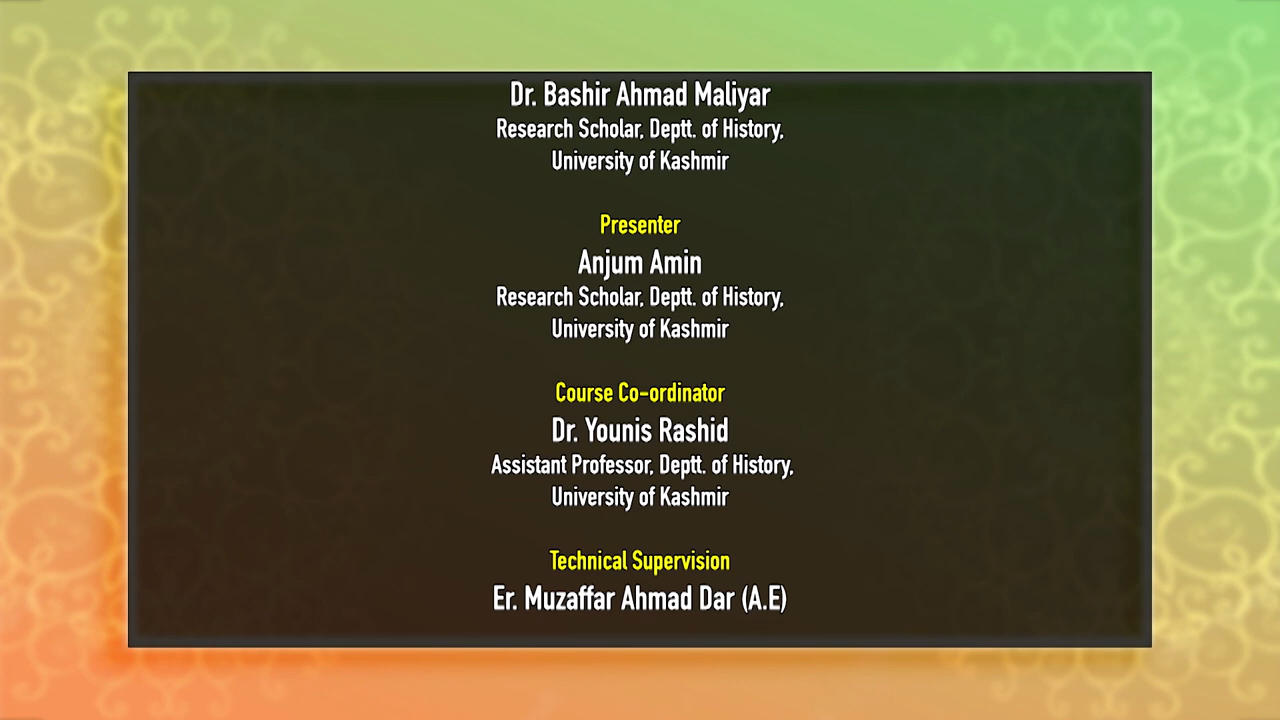 Dr. Bashir Ahmad Maliyar
Research Scholar, Deptt. of History,
University of Kashmir
Presenter
Anjum Amin
Research Scholar, Deptt. of History,
University of Kashmir
Course Co-ordinator
Dr. Younis Rashid
Assistant Professor, Deptt. of History,
University of Kashmir
Technical Supervision
Er. Muzaffar Ahmad Dar (A.E)